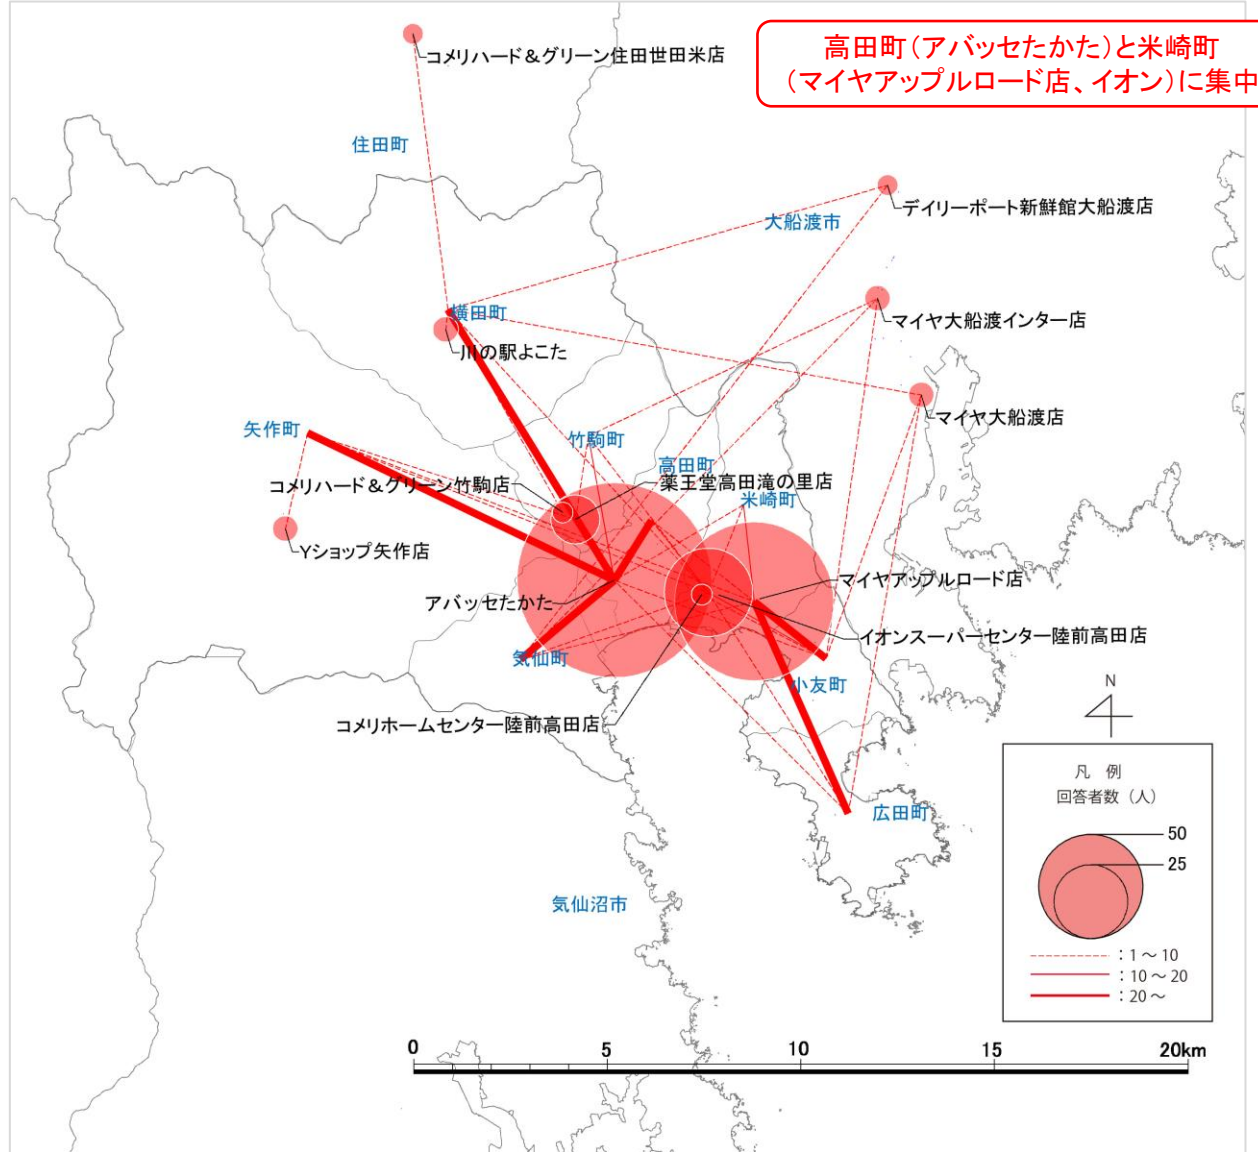 高田町（アバッセたかた）と米崎町
（マイヤアップルロード店、イオン）に集中
コメリハード＆グリーン住田世田米店
住田町
デイリーポート新鮮館大船渡店
大船渡市
横田町
マイヤ大船渡インター店
川の駅よこた
マイヤ大船渡店
矢作町
竹駒町
高田町
コメリハード＆グリーン竹駒店
薬王堂高田滝の里店
米崎町
Yショップ矢作店
アバッセたかた
マイヤアップルロード店
イオンスーパーセンター陸前高田店
気仙町
小友町
コメリホームセンター陸前高田店
N
凡 例
回答者数（人）
50
25
：1～10
：10～20
：20～
広田町
気仙沼市
0
5
10
15
20km